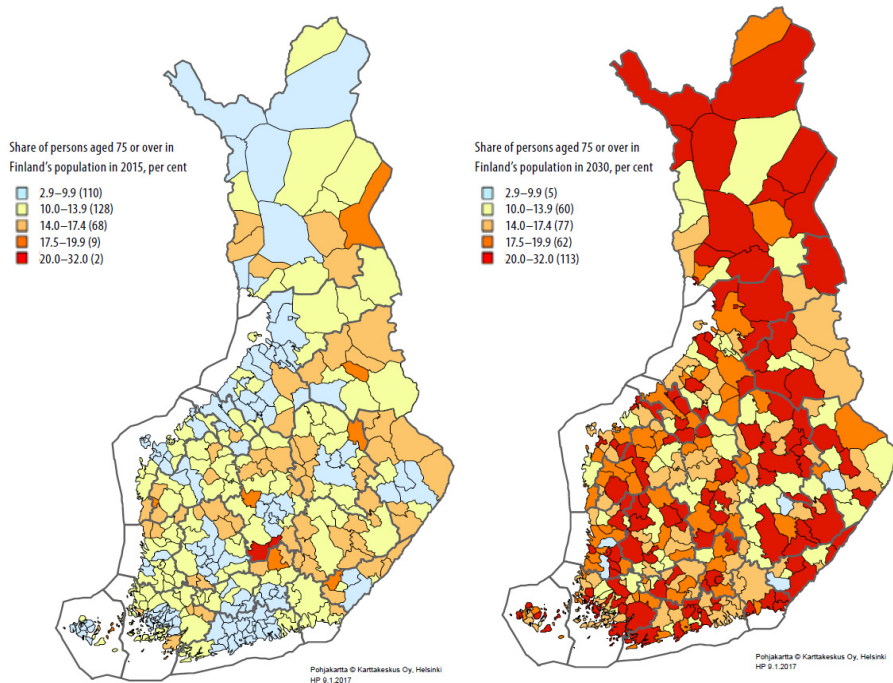 Share of persons aged 75 or over in
Finland's population in 2015, per cent
2.9–9.9 (110)
10.0–13.9 (128)
14.0–17.4 (68)
17.5–19.9 (9)
20.0–32.0 (2)
Pohjakartta © Karttakeskus Oy, Helsinki
HP 9.1.2017
Share of persons aged 75 or over in
Finland's population in 2030, per cent
2.9–9.9 (5)
10.0–13.9 (60)
14.0–17.4 (77)
17.5–19.9 (62)
20.0–32.0 (113)
Pohjakartta © Karttakeskus Oy, Helsinki
HP 9.1.2017